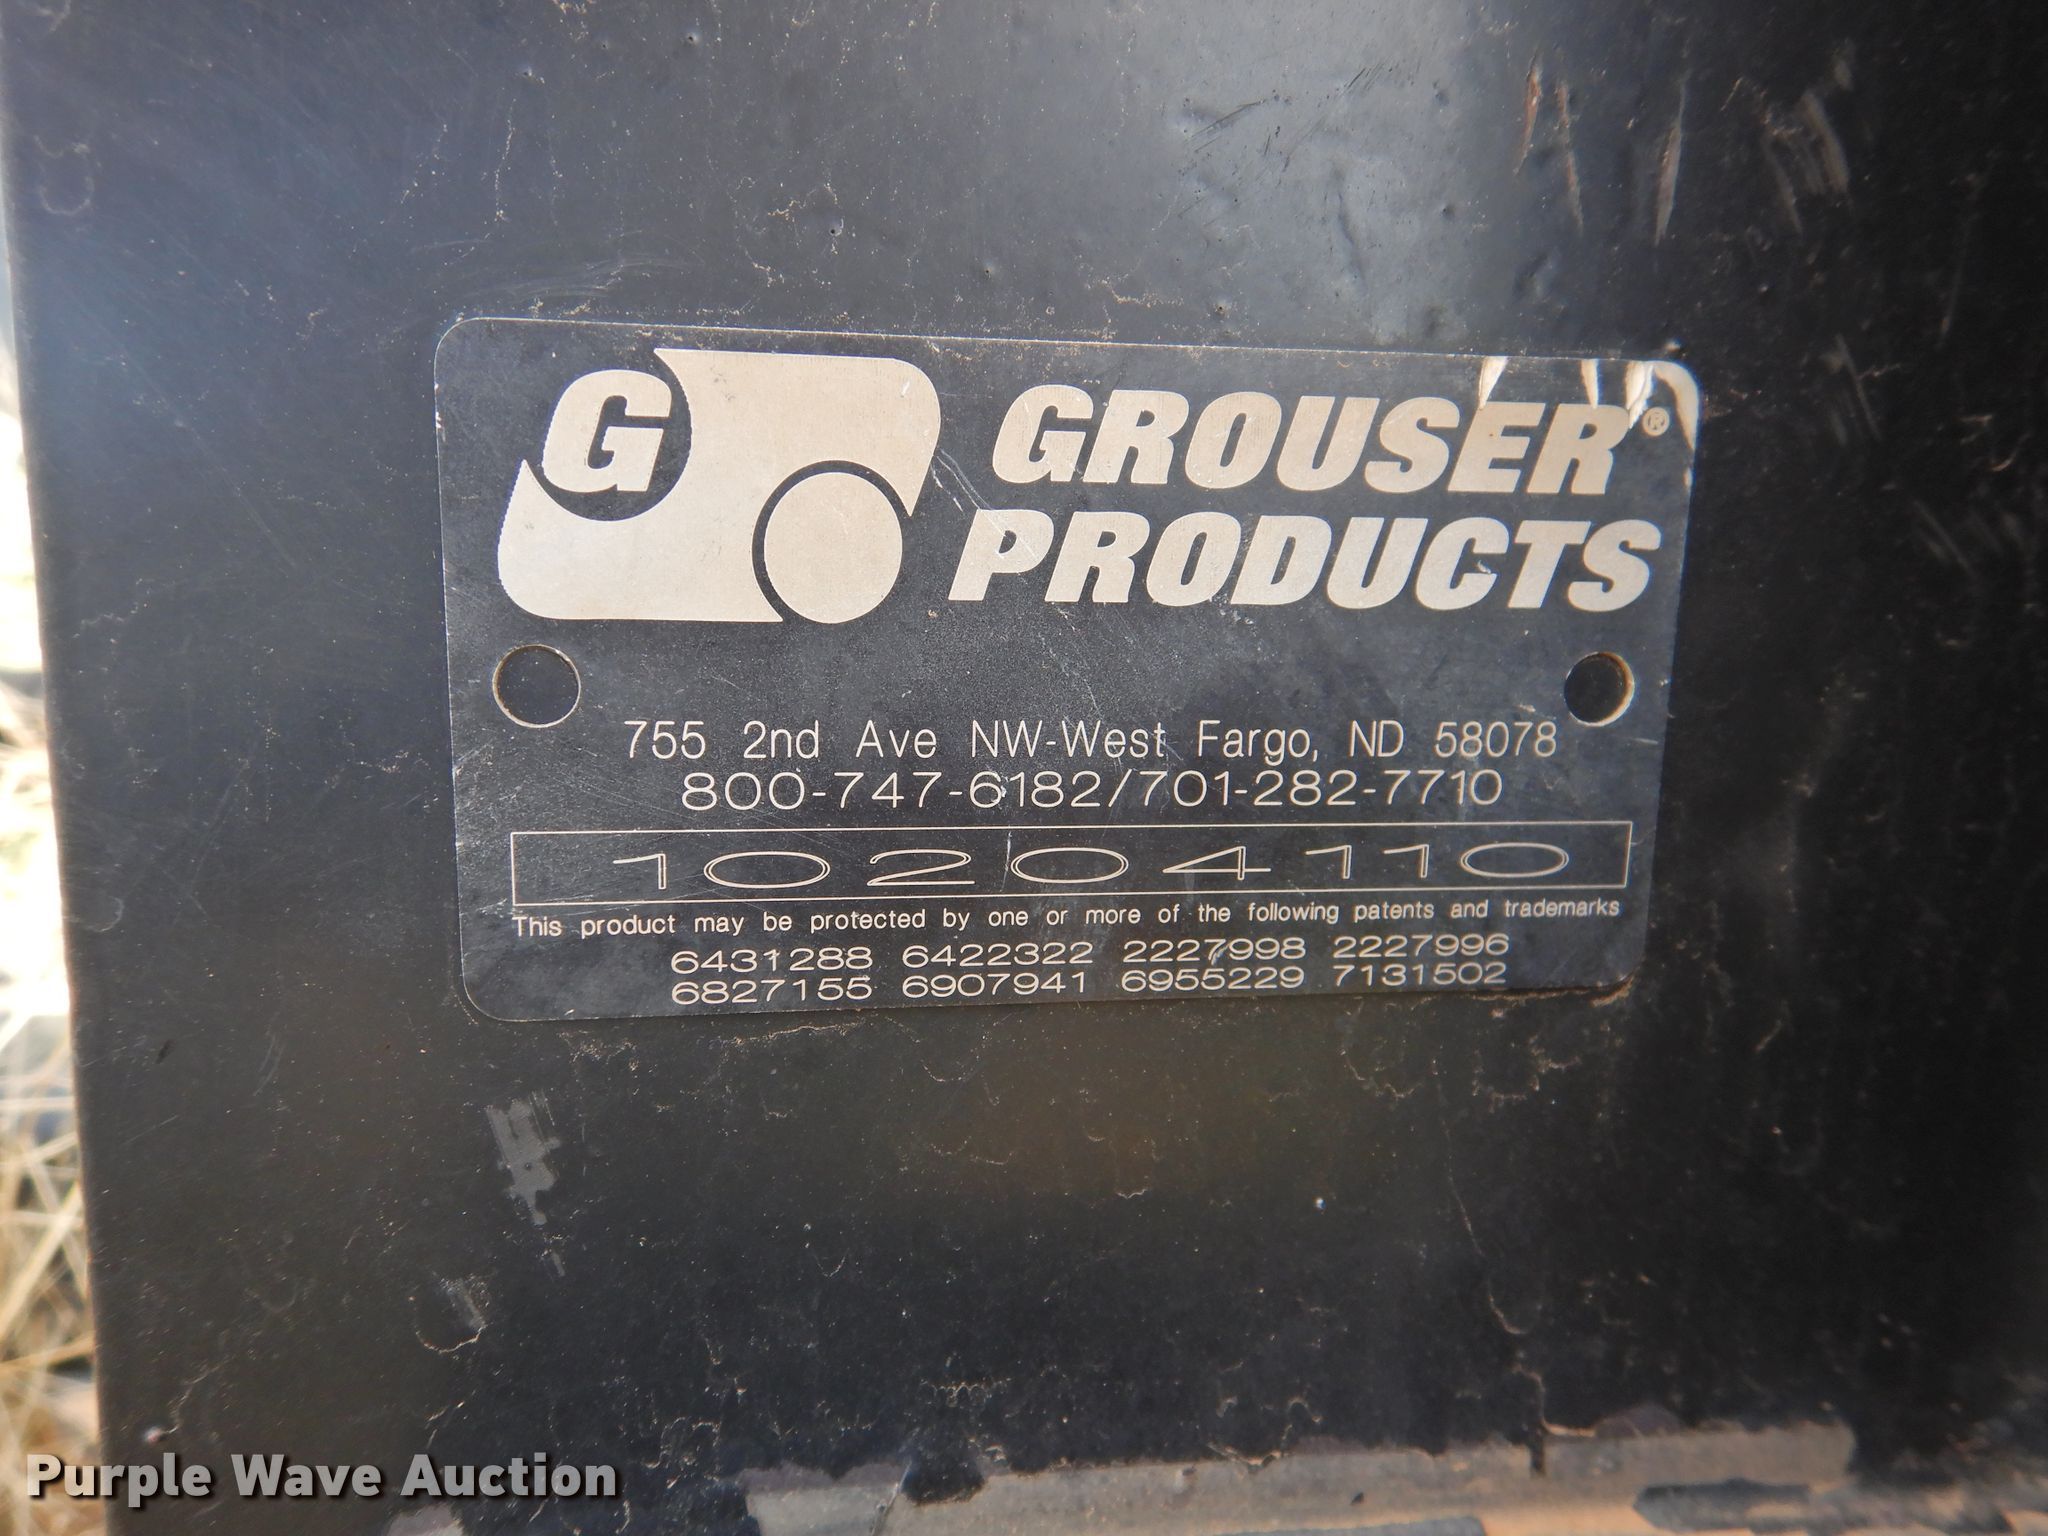 G
GROUSER®
PRODUCTS
755 2nd Ave NW-West Fargo, ND 58078
800-747-6182/701-282-7710
10204110
This product may be protected by one or more of the following patents and trademarks
6431288 6422322 2227998 2227996
6827155 6907941 6955229 7131502
Purple Wave Auction